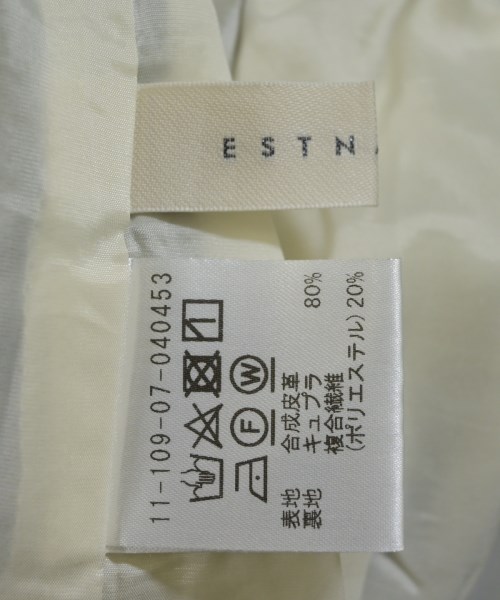 ESTN
11-109-07-040453
F W
表地 合成皮革
裏地 キュプラ 80%
複合繊維
(ポリエステル) 20%